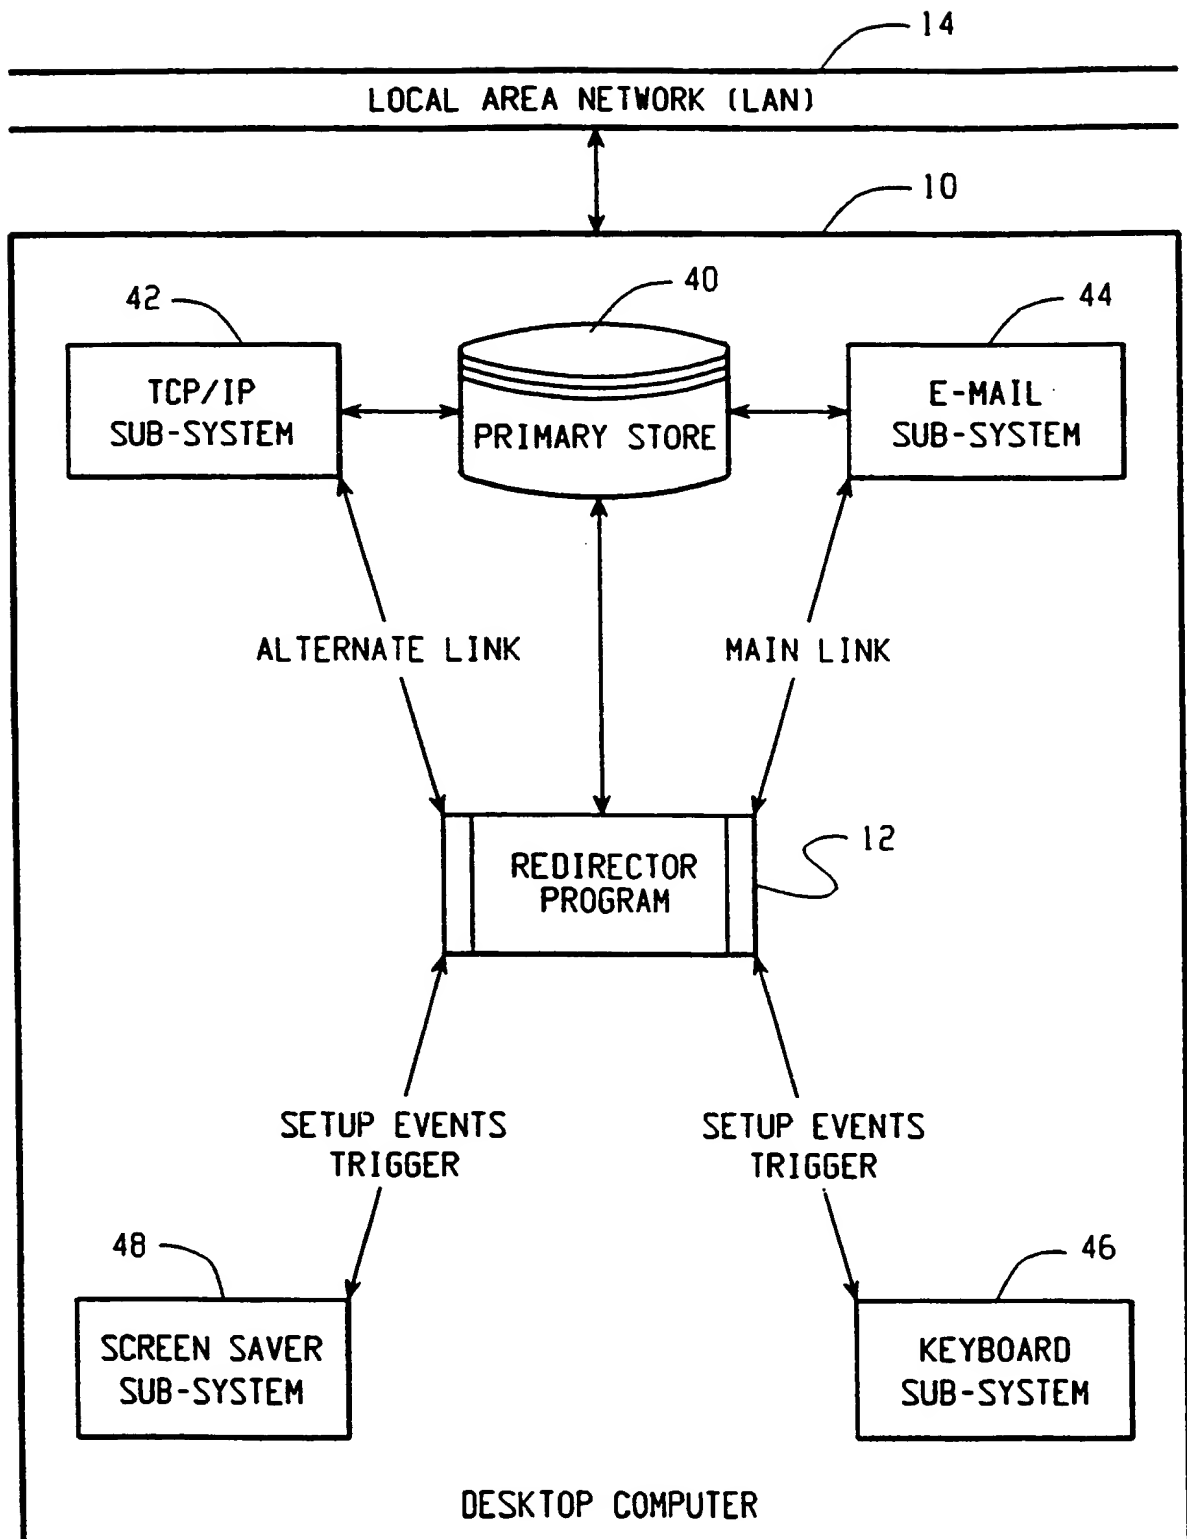 14
LOCAL AREA NETWORK (LAN)
10
42
40
44
TCP/IP
SUB-SYSTEM
PRIMARY STORE
E-MAIL
SUB-SYSTEM
ALTERNATE LINK
MAIN LINK
12
REDIRECTOR
PROGRAM
SETUP EVENTS
TRIGGER
SETUP EVENTS
TRIGGER
48
46
SCREEN SAVER
SUB-SYSTEM
KEYBOARD
SUB-SYSTEM
DESKTOP COMPUTER